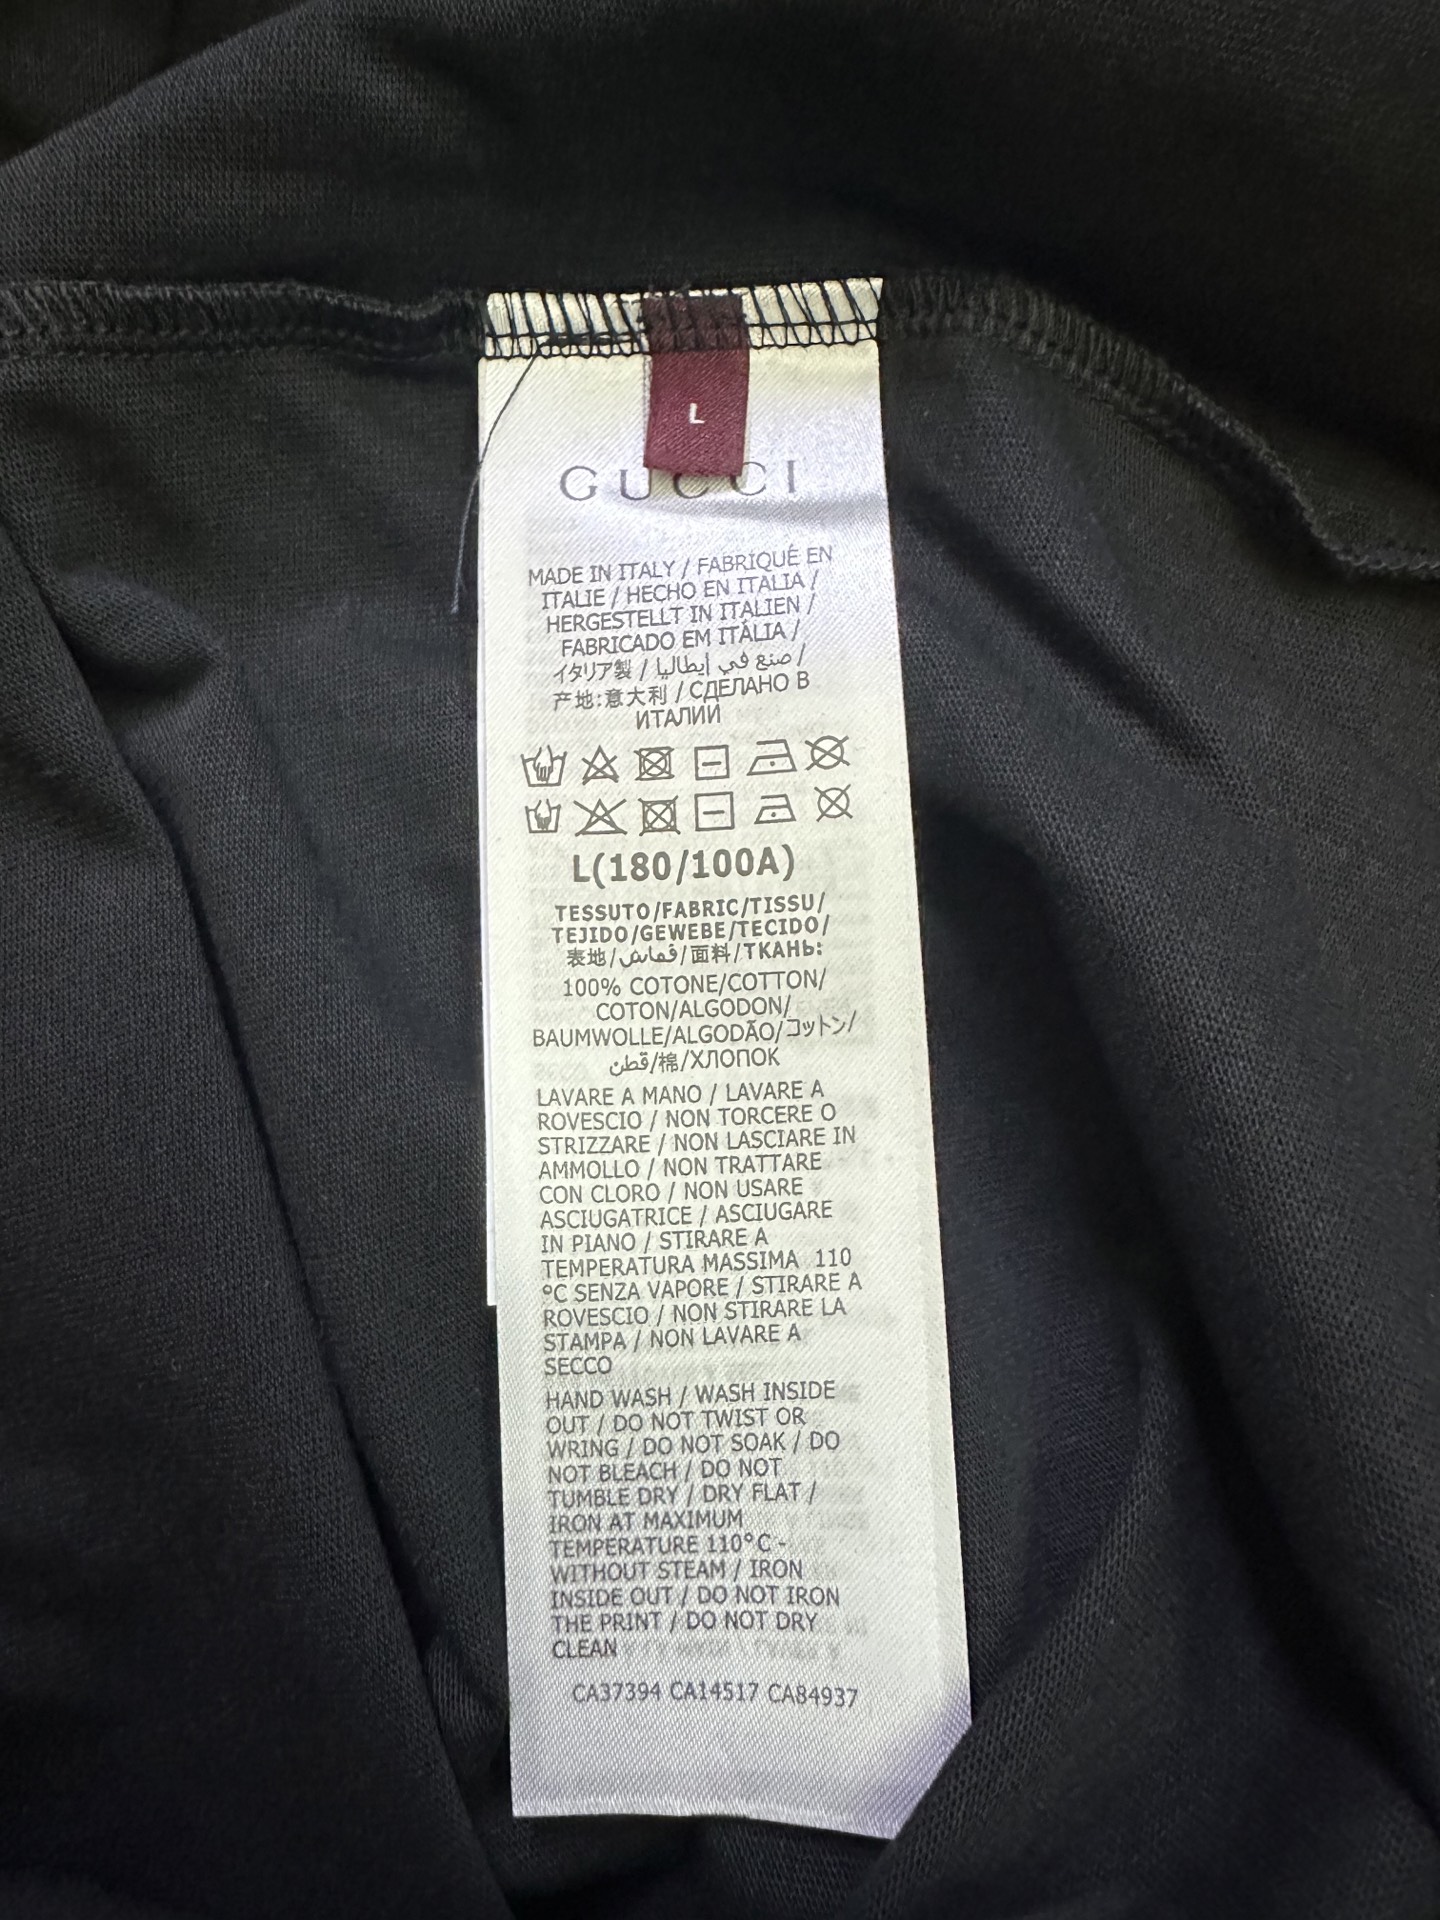 L
GUCCI
MADE IN ITALY / FABRIQUÉ EN
ITALIE / HECHO EN ITALIA /
HERGESTELLT IN ITALIEN /
FABRICADO EM ITÁLIA /
イタリア製 / صنع في إيطاليا /
产地:意大利 / СДЕЛАНО В
ИТАЛИИ
L(180/100A)
TESSUTO/FABRIC/TISSU/
TEJIDO/GEWEBE/TECIDO/
表地/قماش/面料/ТКАНЬ:
100% COTONE/COTTON/
COTON/ALGODON/
BAUMWOLLE/ALGODÃO/コットン/
قطن/棉/ХЛОПОК
LAVARE A MANO / LAVARE A
ROVESCIO / NON TORCERE O
STRIZZARE / NON LASCIARE IN
AMMOLLO / NON TRATTARE
CON CLORO / NON USARE
ASCIUGATRICE / ASCIUGARE
IN PIANO / STIRARE A
TEMPERATURA MASSIMA 110
°C SENZA VAPORE / STIRARE A
ROVESCIO / NON STIRARE LA
STAMPA / NON LAVARE A
SECCO
HAND WASH / WASH INSIDE
OUT / DO NOT TWIST OR
WRING / DO NOT SOAK / DO
NOT BLEACH / DO NOT
TUMBLE DRY / DRY FLAT /
IRON AT MAXIMUM
TEMPERATURE 110°C -
WITHOUT STEAM / IRON
INSIDE OUT / DO NOT IRON
THE PRINT / DO NOT DRY
CLEAN
CA37394 CA14517 CA84937